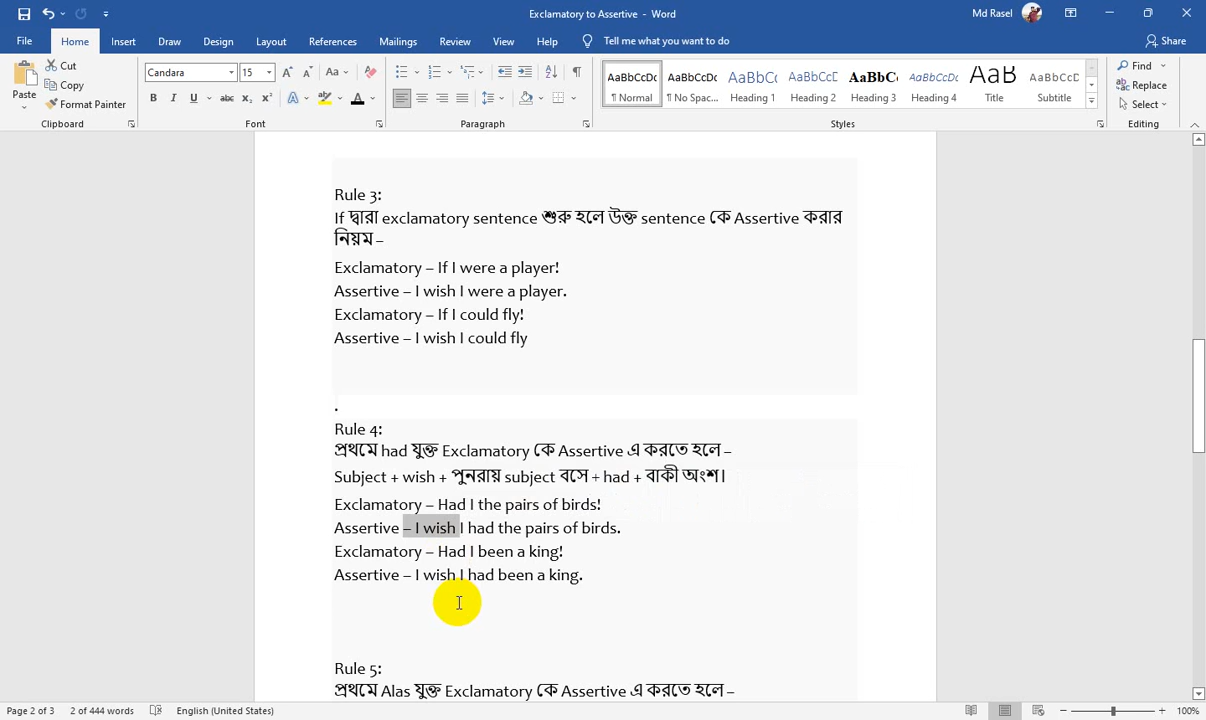 Exclamatory to Assertive - Word
Md Rasel
File Home Insert Draw Design Layout References Mailings Review View Help Tell me what you want to do Share
Paste
Cut
Copy
Format Painter
Clipboard
Candara 15
Font
Paragraph
AaBbCcDc AaBbCcDc AaBbCcD AaBbCcD AaBbCcD AaBbCcD AaB AaBbCcD
¶ Normal ¶ No Spac... Heading 1 Heading 2 Heading 3 Heading 4 Title Subtitle
Styles
Find
Replace
Select
Editing
Rule 3:
If দ্বারা exclamatory sentence শুরু হলে উক্ত sentence কে Assertive করার
নিয়ম –
Exclamatory – If I were a player!
Assertive – I wish I were a player.
Exclamatory – If I could fly!
Assertive – I wish I could fly
.
Rule 4:
প্রথমে had যুক্ত Exclamatory কে Assertive এ করতে হলে –
Subject + wish + পুনরায় subject বসে + had + বাকী অংশ।
Exclamatory – Had I the pairs of birds!
Assertive – I wish I had the pairs of birds.
Exclamatory – Had I been a king!
Assertive – I wish I had been a king.
Rule 5:
প্রথমে Alas যুক্ত Exclamatory কে Assertive এ করতে হলে –
Page 2 of 3 2 of 444 words English (United States) 100%